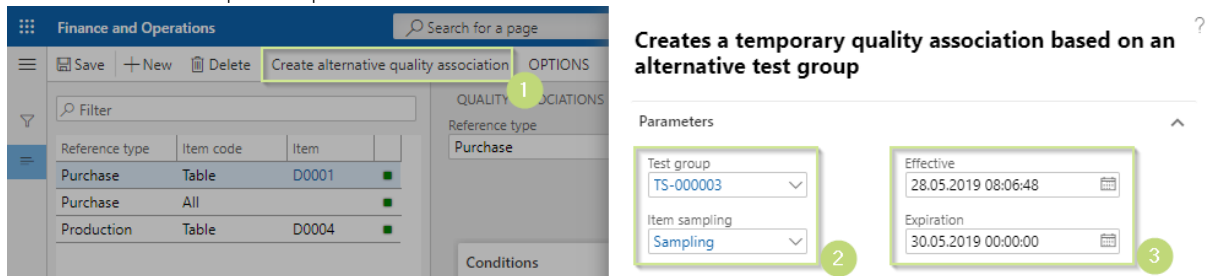 Finance and Operations
Search for a page
Save
New
Delete
Create alternative quality association
OPTIONS
1
Filter
Reference type Item code Item
Purchase Table D0001
Purchase All
Production Table D0004
QUALITY
OCIATIONS
Reference type
Purchase
Conditions
?
Creates a temporary quality association based on an
alternative test group
Parameters
Test group
TS-000003
Item sampling
Sampling
2
Effective
28.05.2019 08:06:48
Expiration
30.05.2019 00:00:00
3